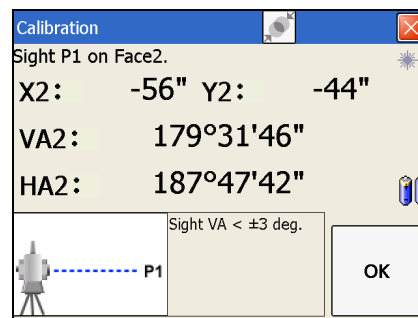 Calibration
Sight P1 on Face2.
X2: -56" Y2: -44"
VA2: 179°31'46"
HA2: 187°47'42"
Sight VA < ±3 deg.
P1
OK